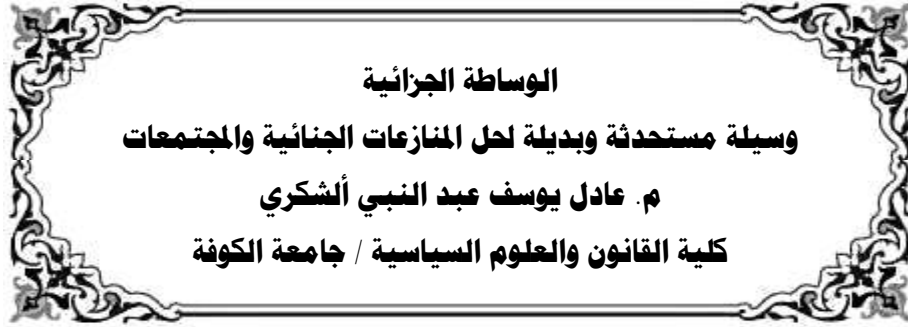 الوساطة الجزائية
وسيلة مستحدثة وبديلة لحل المنازعات الجنائية والمجتمعات
م. عادل يوسف عبد النبي ألشكري
كلية القانون والعلوم السياسية / جامعة الكوفة